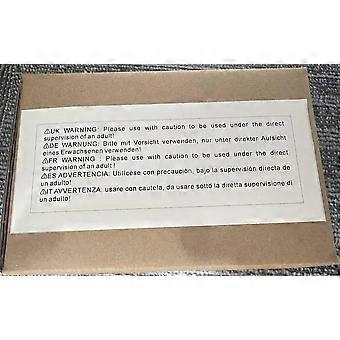 ⚠UK WARNING: Please use with caution to be used under the direct
supervision of an adult!
⚠DE WARNUNG: Bitte mit Vorsicht verwenden, nur unter direkter Aufsicht
eines Erwachsenen verwenden!
⚠FR WARNING : Please use with caution to be used under the direct
supervision of an adult!
⚠ES ADVERTENCIA: Utilícese con precaución, bajo la supervisión directa de
un adulto!
⚠IT AVVERTENZA: usare con cautela, da usare sotto la diretta supervisione di
un adulto!